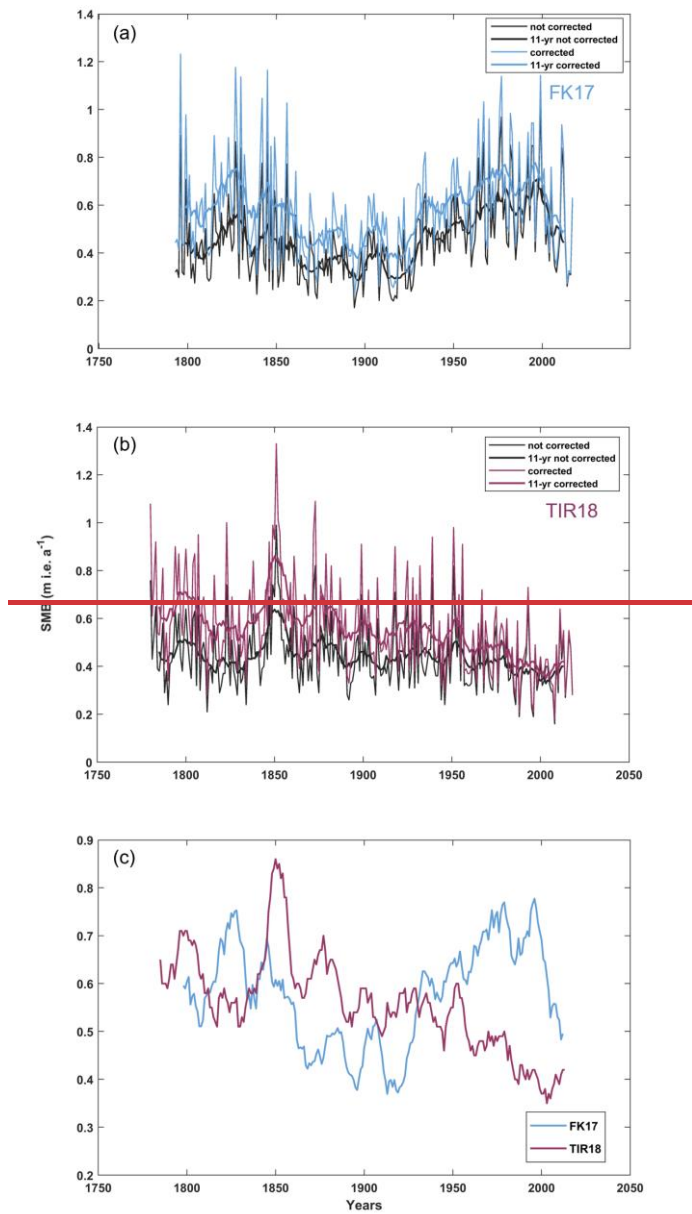 (a)
not corrected
11-yr not corrected
corrected
11-yr corrected
FK17
1.4
1.2
1
0.8
0.6
0.4
0.2
0
1750
1800
1850
1900
1950
2000
(b)
not corrected
11-yr not corrected
corrected
11-yr corrected
TIR18
SMB (m i.e. a⁻¹)
1.4
1.2
1
0.8
0.6
0.4
0.2
0
1750
1800
1850
1900
1950
2000
2050
(c)
0.9
0.8
0.7
0.6
0.5
0.4
0.3
0.2
FK17
TIR18
1750
1800
1850
1900
1950
2000
2050
Years